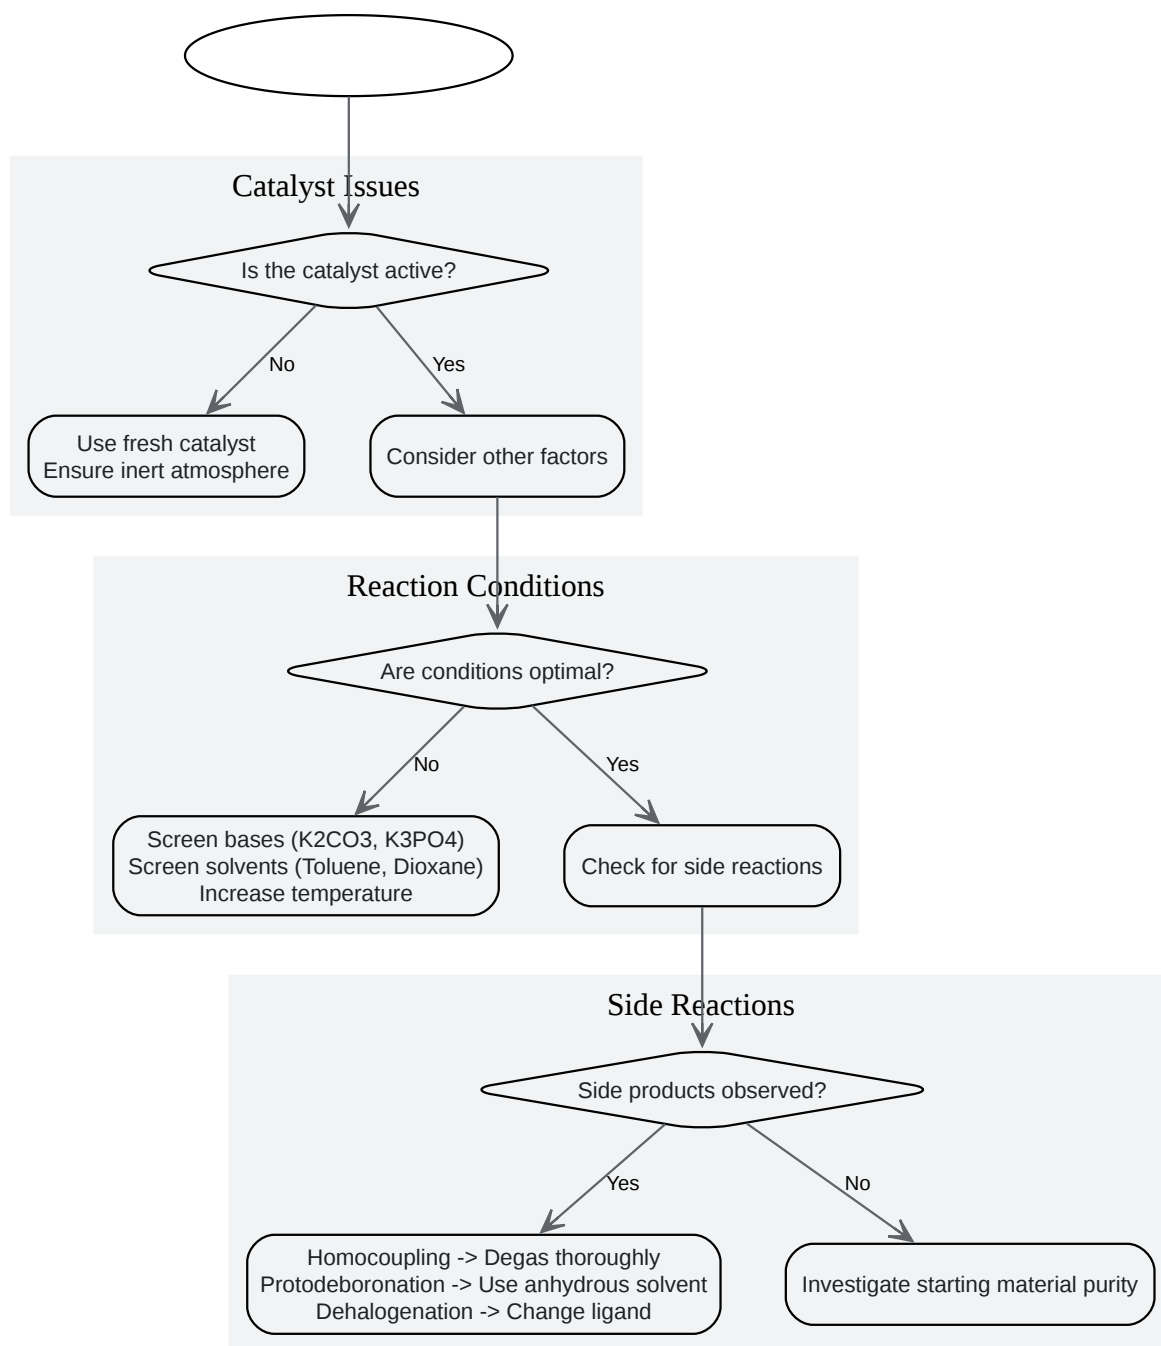 Catalyst Issues
Is the catalyst active?
No
Yes
Use fresh catalyst
Ensure inert atmosphere
Consider other factors
Reaction Conditions
Are conditions optimal?
No
Yes
Screen bases (K2CO3, K3PO4)
Screen solvents (Toluene, Dioxane)
Increase temperature
Check for side reactions
Side Reactions
Side products observed?
Yes
No
Homocoupling -> Degas thoroughly
Protodeboronation -> Use anhydrous solvent
Dehalogenation -> Change ligand
Investigate starting material purity